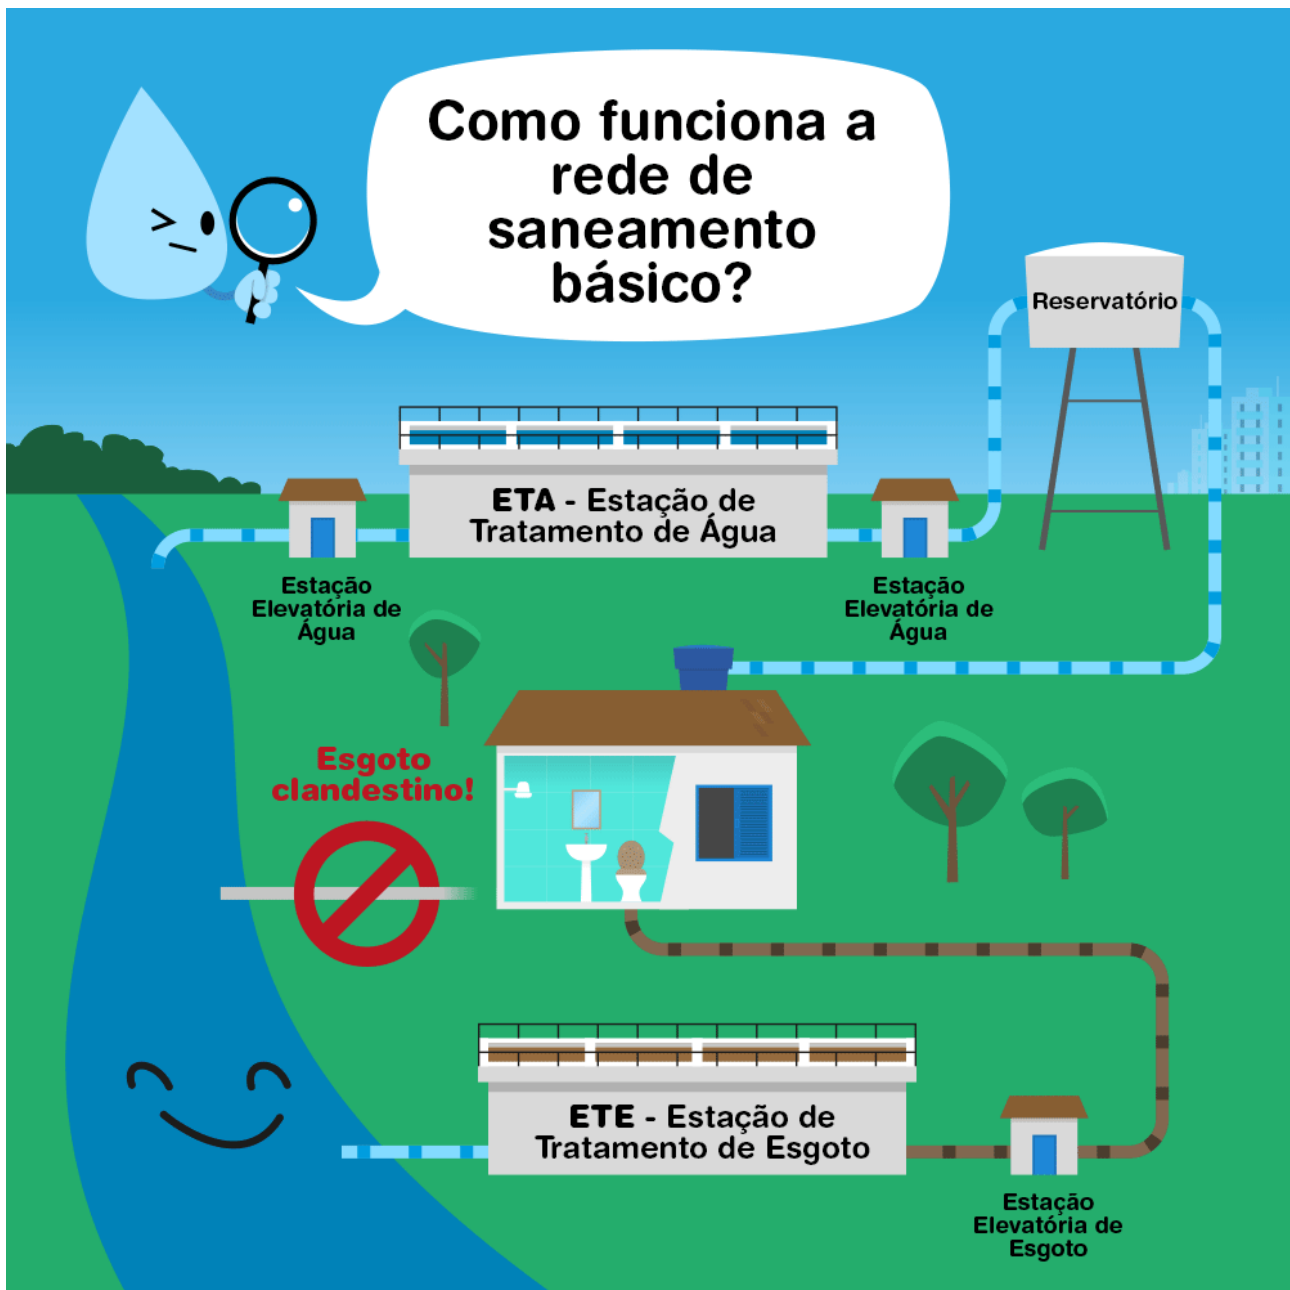 Como funciona a
rede de
saneamento
básico?
Reservatório
ETA - Estação de
Tratamento de Água
Estação
Elevatória de
Água
Estação
Elevatória de
Água
Esgoto
clandestino!
ETE - Estação de
Tratamento de Esgoto
Estação
Elevatória de
Esgoto